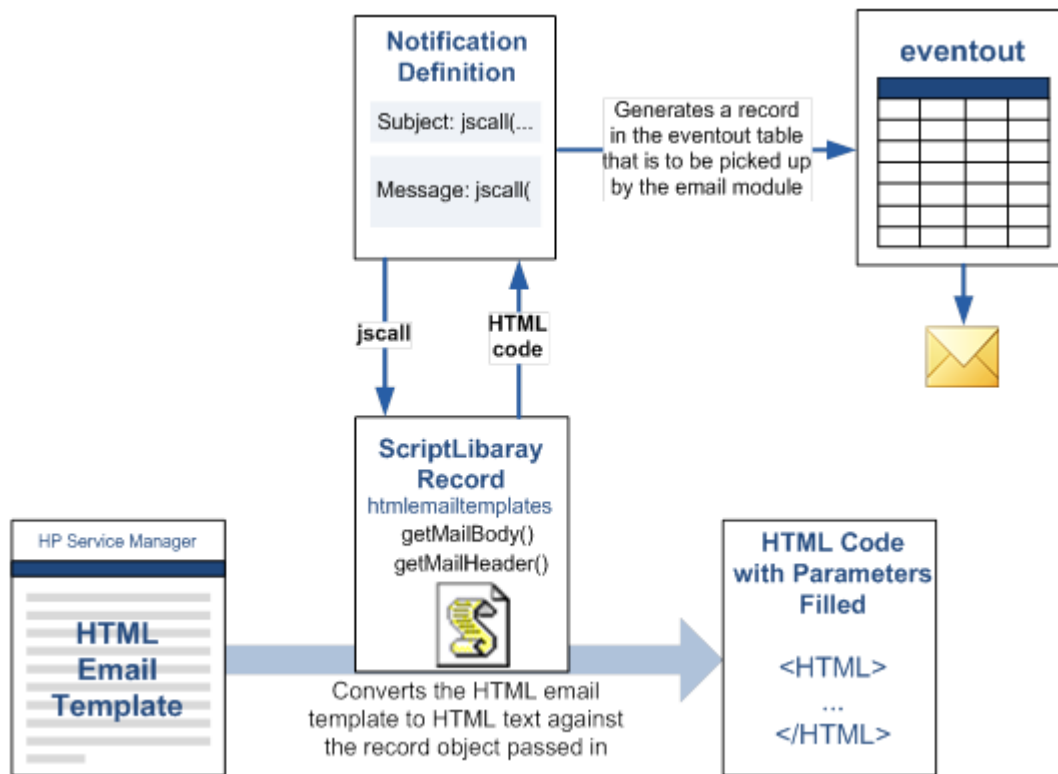 Notification
Definition
Subject: jscall(...
Message: jscall(
Generates a record
in the eventout table
that is to be picked up
by the email module
eventout
jscall
HTML
code
ScriptLibaray
Record
htmlemailtemplates
getMailBody()
getMailHeader()
HP Service Manager
HTML
Email
Template
Converts the HTML email
template to HTML text against
the record object passed in
HTML Code
with Parameters
Filled
<HTML>
...
</HTML>